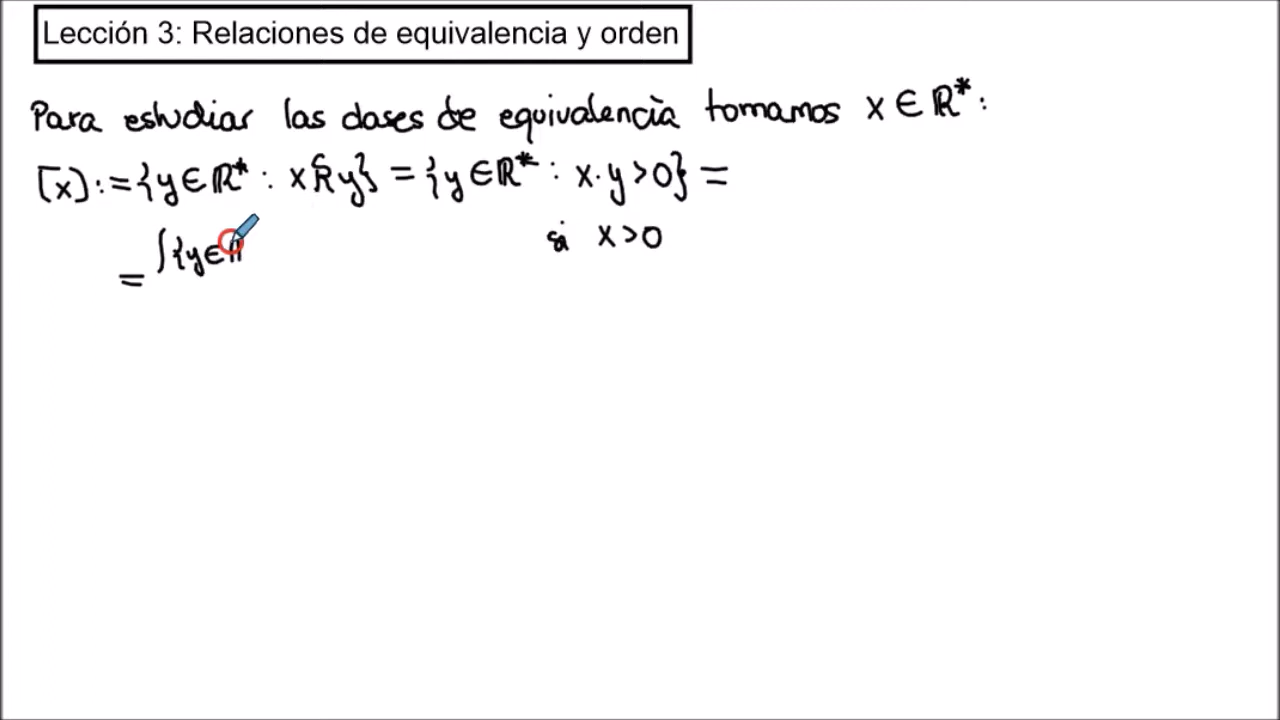 Lección 3: Relaciones de equivalencia y orden
Para estudiar las clases de equivalencia tomamos x ∈ ℝ*:
[x] := {y ∈ ℝ* : x R y} = {y ∈ ℝ* : x · y > 0} =
= { {y ∈ si x > 0